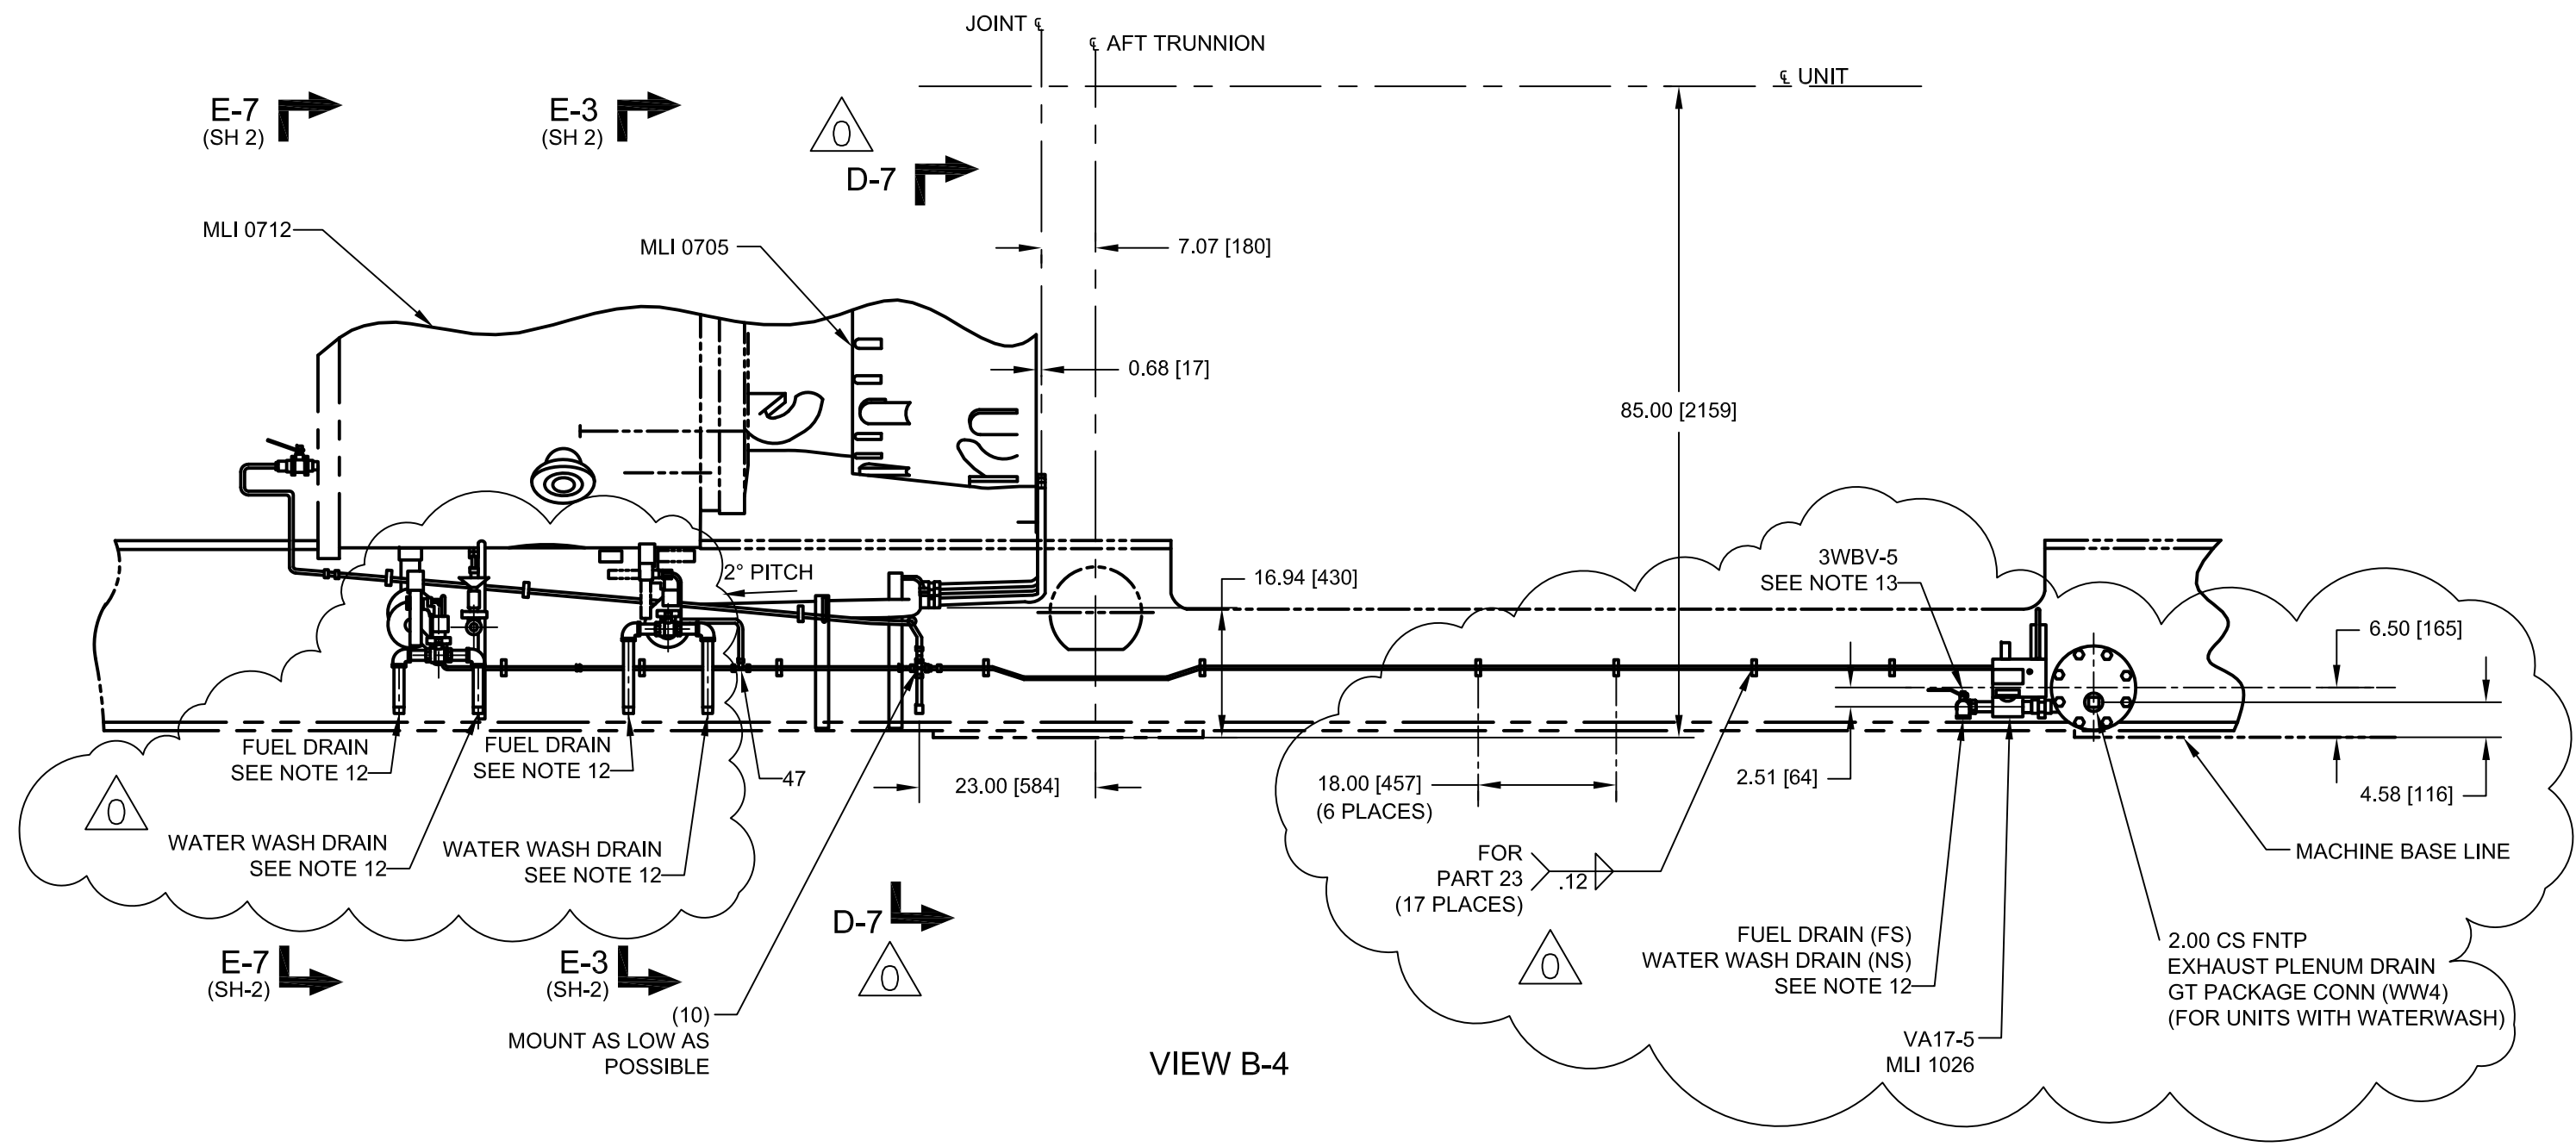 JOINT ℄
℄ AFT TRUNNION
℄ UNIT
E-7
(SH 2)
E-3
(SH 2)
0
D-7
MLI 0712
MLI 0705
7.07 [180]
0.68 [17]
85.00 [2159]
2° PITCH
16.94 [430]
3WBV-5
SEE NOTE 13
6.50 [165]
FUEL DRAIN
SEE NOTE 12
FUEL DRAIN
SEE NOTE 12
47
23.00 [584]
18.00 [457]
(6 PLACES)
2.51 [64]
4.58 [116]
0
WATER WASH DRAIN
SEE NOTE 12
WATER WASH DRAIN
SEE NOTE 12
FOR
PART 23
(17 PLACES)
.12
MACHINE BASE LINE
D-7
0
E-7
(SH-2)
E-3
(SH-2)
(10)
MOUNT AS LOW AS
POSSIBLE
0
FUEL DRAIN (FS)
WATER WASH DRAIN (NS)
SEE NOTE 12
VA17-5
MLI 1026
2.00 CS FNTP
EXHAUST PLENUM DRAIN
GT PACKAGE CONN (WW4)
(FOR UNITS WITH WATERWASH)
VIEW B-4